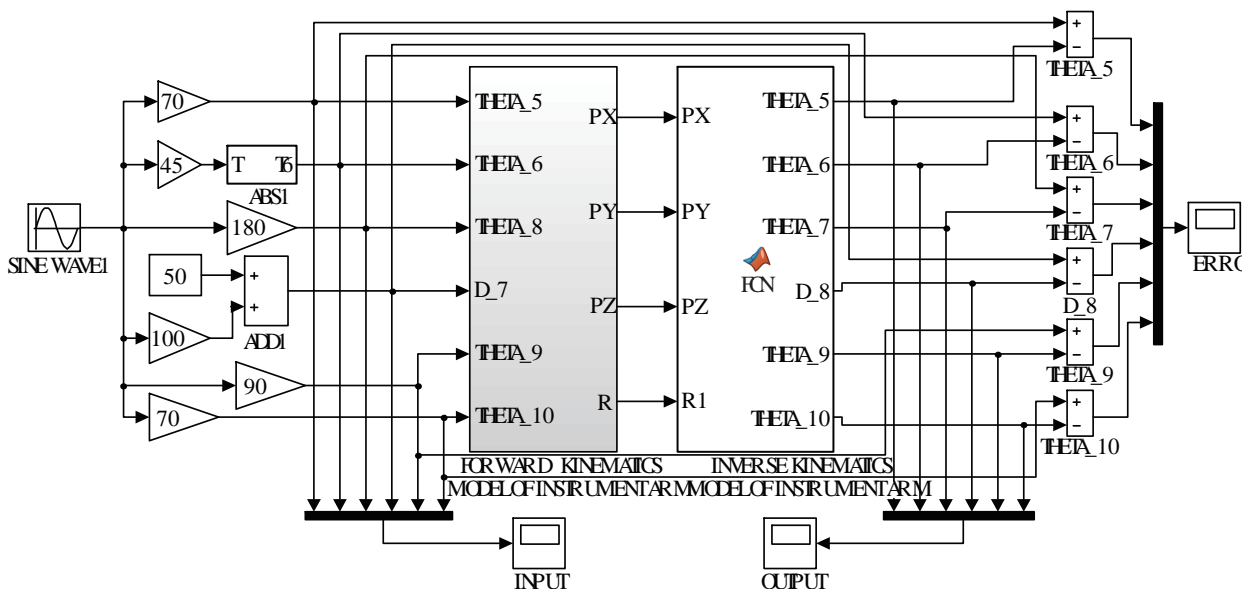 +
−
THETA_5
70
THETA_5
PX
PX
THETA_5
+
−
THETA_6
45
T T6
ABS1
THETA_6
THETA_6
+
−
THETA_7
180
THETA_8
PY
PY
THETA_7
SINE WAVE1
ERRO
50
+
+
ADD1
D_7
FCN
D_8
+
−
D_8
100
PZ
PZ
90
THETA_9
THETA_9
+
−
THETA_9
70
THETA_10
R
R1
THETA_10
+
−
THETA_10
FORWARD KINEMATICS
MODEL OF INSTRUMENT ARM
INVERSE KINEMATICS
MODEL OF INSTRUMENT ARM
INPUT
OUTPUT